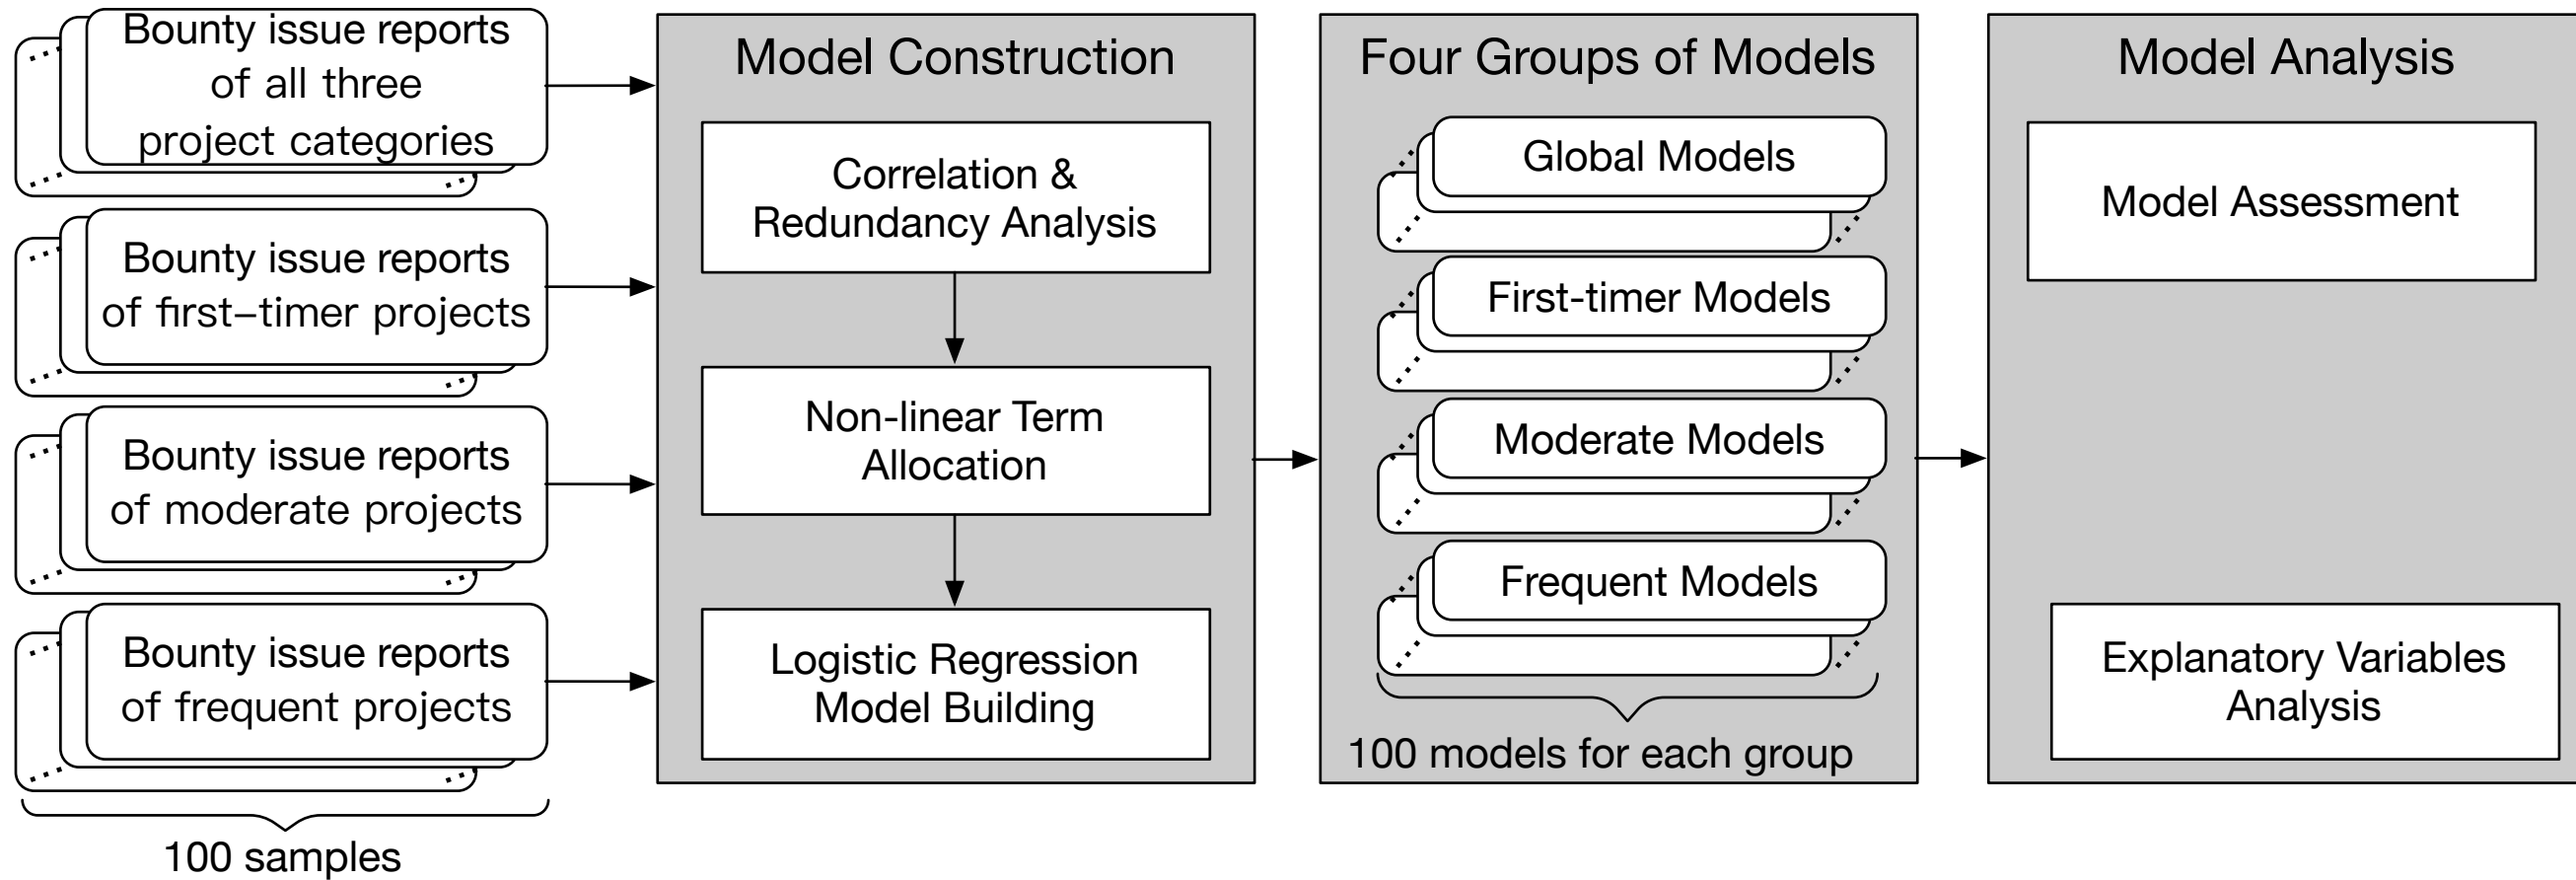 Bounty issue reports
of all three
project categories
Bounty issue reports
of first–timer projects
Bounty issue reports
of moderate projects
Bounty issue reports
of frequent projects
100 samples
Model Construction
Correlation &
Redundancy Analysis
Non-linear Term
Allocation
Logistic Regression
Model Building
Four Groups of Models
Global Models
First-timer Models
Moderate Models
Frequent Models
100 models for each group
Model Analysis
Model Assessment
Explanatory Variables
Analysis